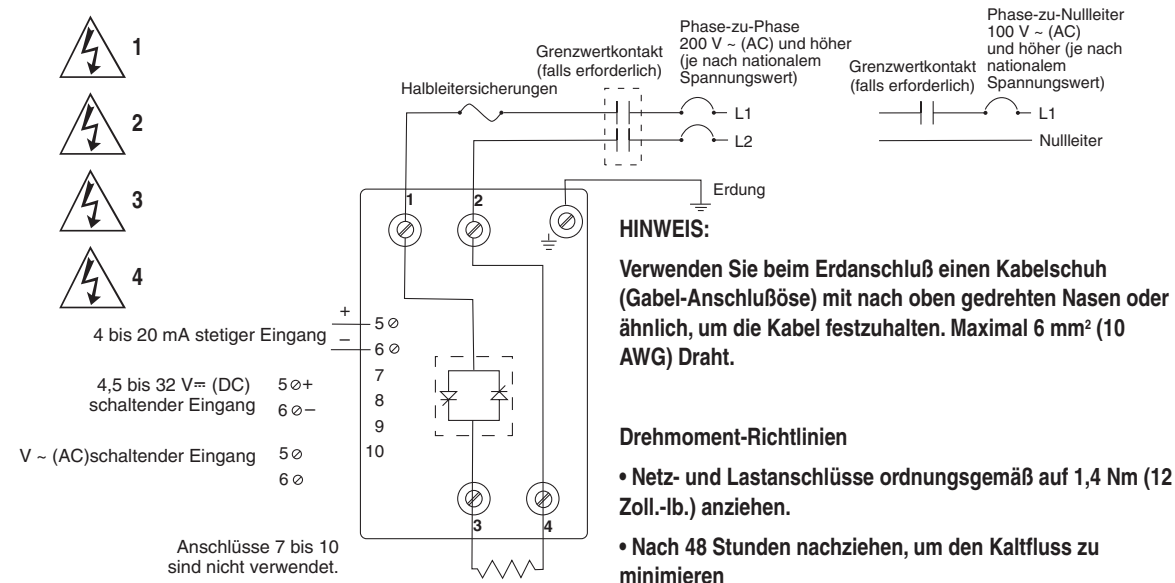 1
2
3
4
Phase-zu-Phase
200 V ~ (AC) und höher
(je nach nationalem
Spannungswert)
Grenzwertkontakt
(falls erforderlich)
Halbleitersicherungen
L1
L2
Phase-zu-Nullleiter
100 V ~ (AC)
und höher (je nach
nationalem
Spannungswert)
Grenzwertkontakt
(falls erforderlich)
L1
Nullleiter
Erdung
1
2
+
4 bis 20 mA stetiger Eingang
–
5
6
7
8
9
10
4,5 bis 32 V⎓ (DC)
schaltender Eingang
5 +
6 –
V ~ (AC)schaltender Eingang
5
6
3
4
Anschlüsse 7 bis 10
sind nicht verwendet.
HINWEIS:
Verwenden Sie beim Erdanschluß einen Kabelschuh
(Gabel-Anschlußöse) mit nach oben gedrehten Nasen oder
ähnlich, um die Kabel festzuhalten. Maximal 6 mm² (10
AWG) Draht.
Drehmoment-Richtlinien
• Netz- und Lastanschlüsse ordnungsgemäß auf 1,4 Nm (12
Zoll.-lb.) anziehen.
• Nach 48 Stunden nachziehen, um den Kaltfluss zu
minimieren